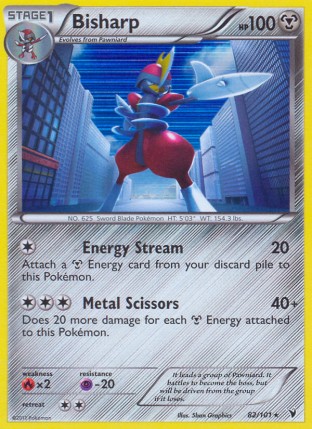 STAGE1
Bisharp
HP100
Evolves from Pawniard
NO. 625 Sword Blade Pokémon HT: 5'03" WT: 154.3 lbs.
Energy Stream 20
Attach a Energy card from your discard pile to
this Pokémon.
Metal Scissors 40+
Does 20 more damage for each Energy attached
to this Pokémon.
weakness
×2
resistance
-20
retreat
It leads a group of Pawniard. It
battles to become the boss, but will
be driven from the group
if it loses.
Illus. 5ban Graphics
82/101 ★